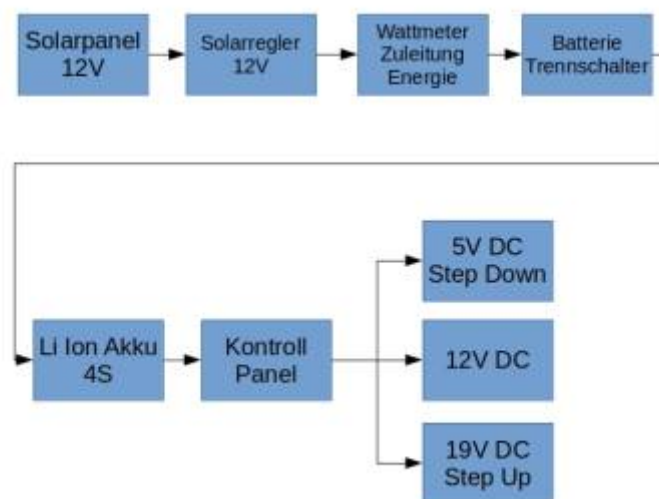 Solarpanel
12V
Solarregler
12V
Wattmeter
Zuleitung
Energie
Batterie
Trennschalter
5V DC
Step Down
Li Ion Akku
4S
Kontroll
Panel
12V DC
19V DC
Step Up